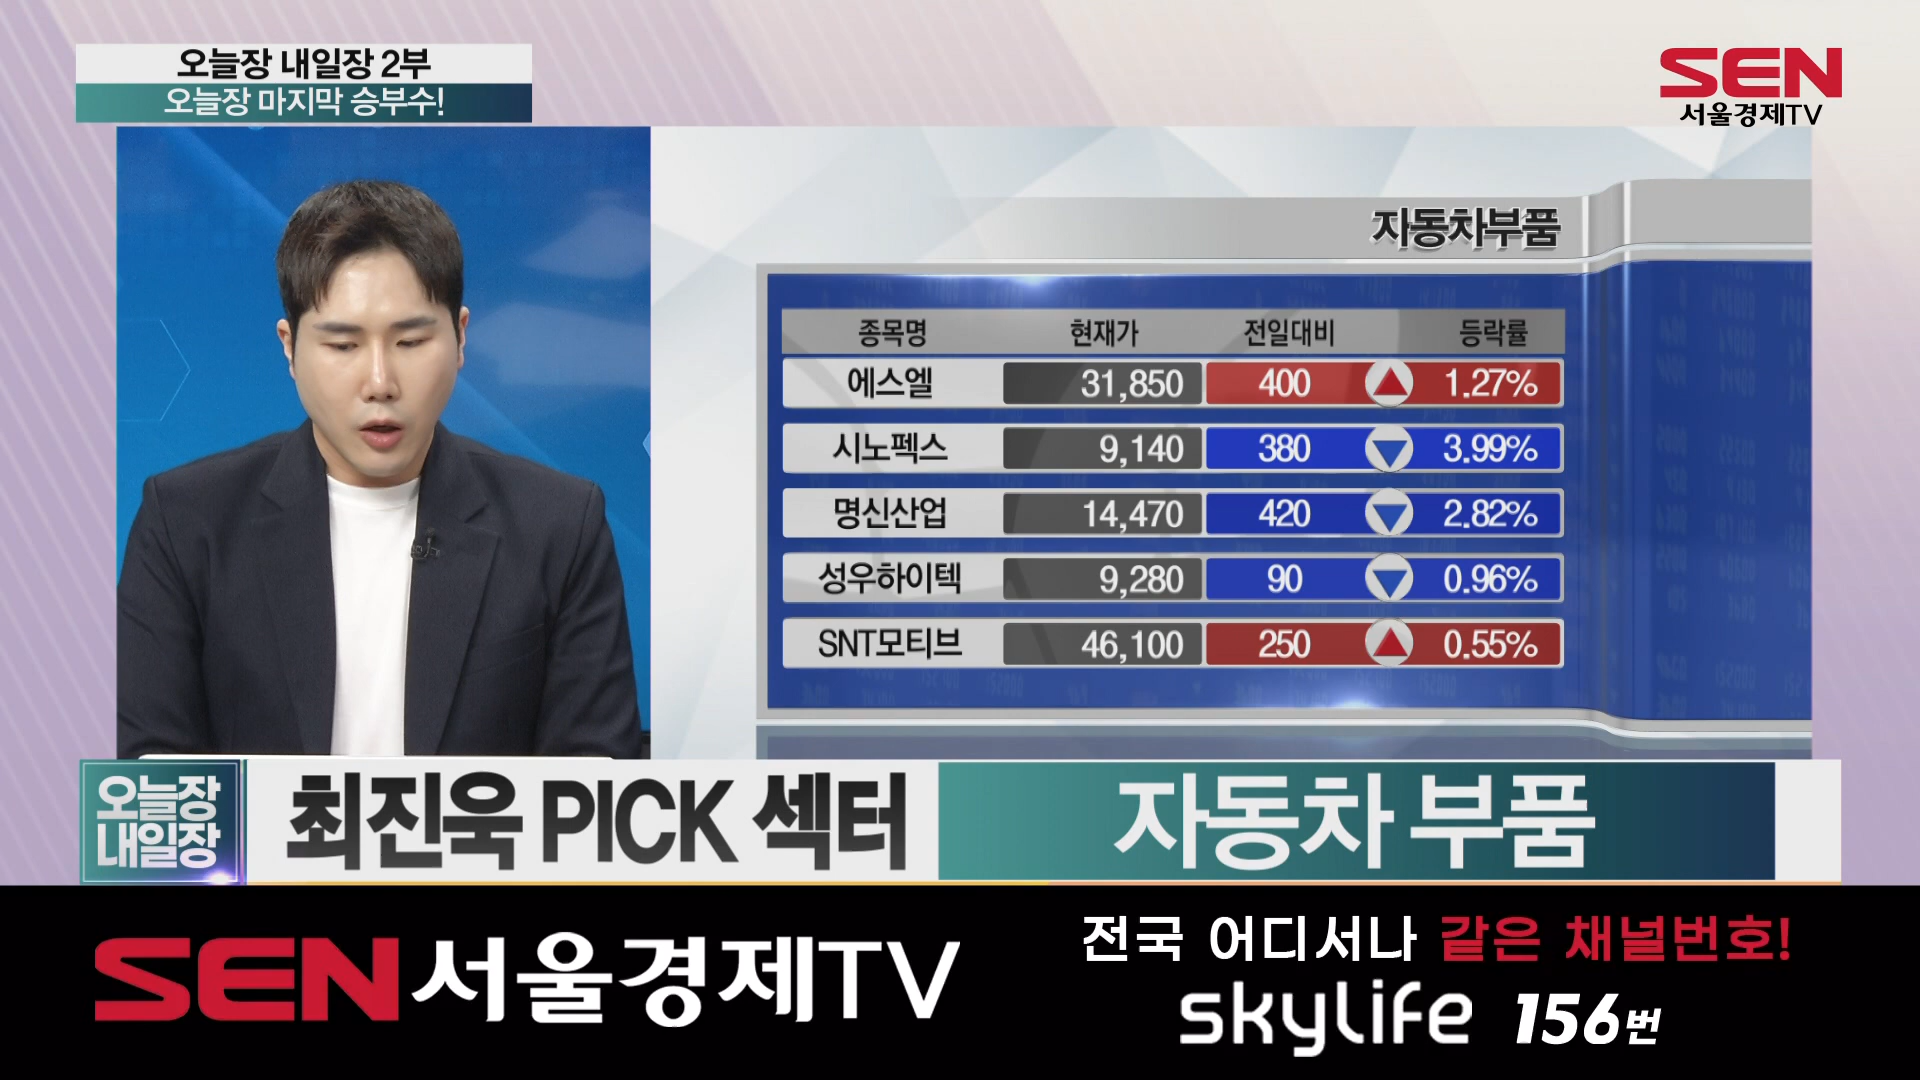 오늘장 내일장 2부
오늘장 마지막 승부수!
SEN
서울경제TV
자동차부품
종목명 현재가 전일대비 등락률
에스엘 31,850 400 ▲ 1.27%
시노펙스 9,140 380 ▼ 3.99%
명신산업 14,470 420 ▼ 2.82%
성우하이텍 9,280 90 ▼ 0.96%
SNT모티브 46,100 250 ▲ 0.55%
오늘장
내일장
최진욱 PICK 섹터 자동차 부품
SEN서울경제TV
전국 어디서나 같은 채널번호!
skylife 156번